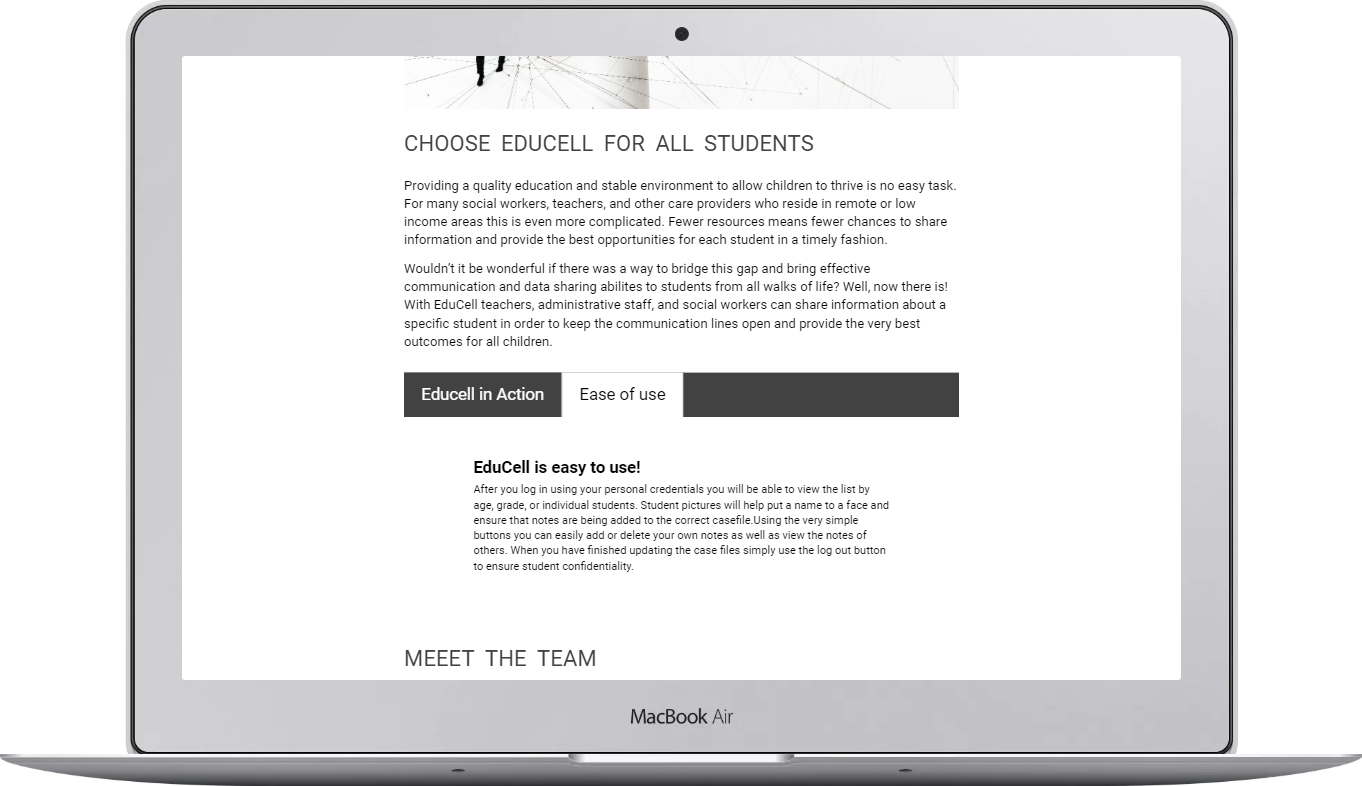 CHOOSE EDUCELL FOR ALL STUDENTS
Providing a quality education and stable environment to allow children to thrive is no easy task.
For many social workers, teachers, and other care providers who reside in remote or low
income areas this is even more complicated. Fewer resources means fewer chances to share
information and provide the best opportunities for each student in a timely fashion.
Wouldn't it be wonderful if there was a way to bridge this gap and bring effective
communication and data sharing abilites to students from all walks of life? Well, now there is!
With EduCell teachers, administrative staff, and social workers can share information about a
specific student in order to keep the communication lines open and provide the very best
outcomes for all children.
Educell in Action Ease of use
EduCell is easy to use!
After you log in using your personal credentials you will be able to view the list by
age, grade, or individual students. Student pictures will help put a name to a face and
ensure that notes are being added to the correct casefile.Using the very simple
buttons you can easily add or delete your own notes as well as view the notes of
others. When you have finished updating the case files simply use the log out button
to ensure student confidentiality.
MEEET THE TEAM
MacBook Air